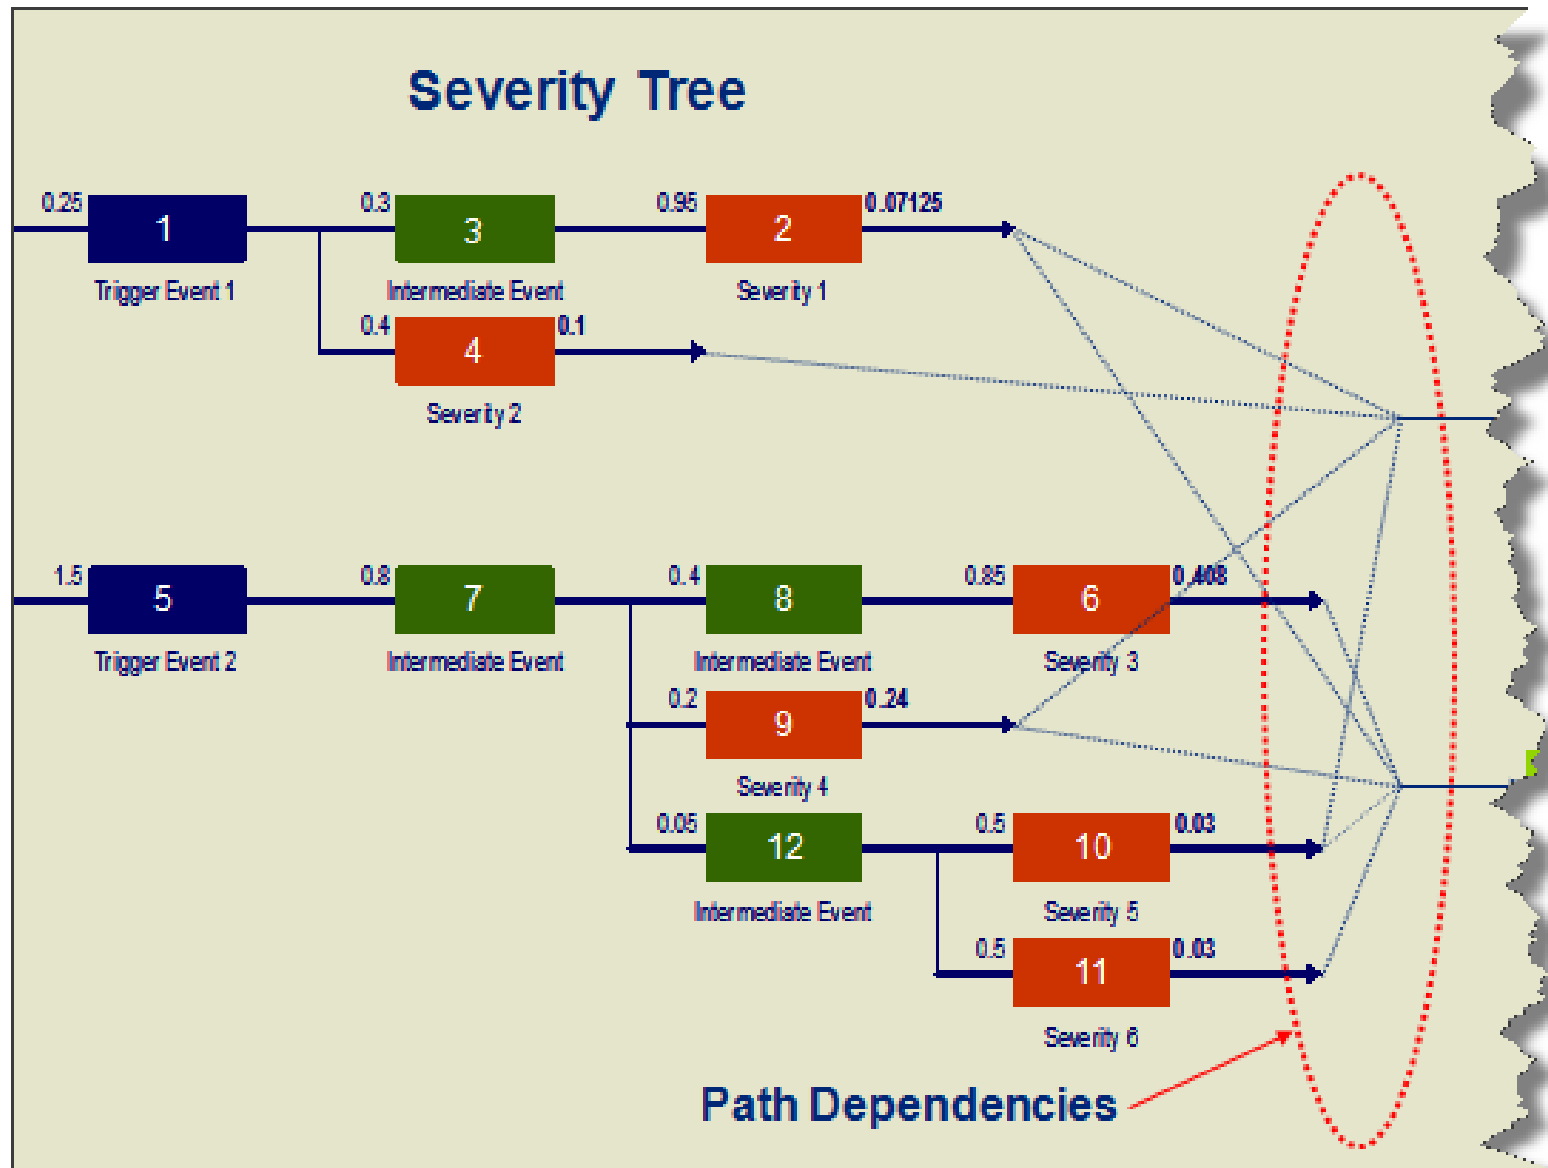 Severity Tree
0.25 1 0.3 3 0.95 2 0.07125
Trigger Event 1 Intermediate Event Severity 1
0.4 4 0.1
Severity 2
1.5 5 0.8 7 0.4 8 0.85 6 0.408
Trigger Event 2 Intermediate Event Intermediate Event Severity 3
0.2 9 0.24
Severity 4
0.05 12 0.5 10 0.03
Intermediate Event Severity 5
0.5 11 0.03
Severity 6
Path Dependencies